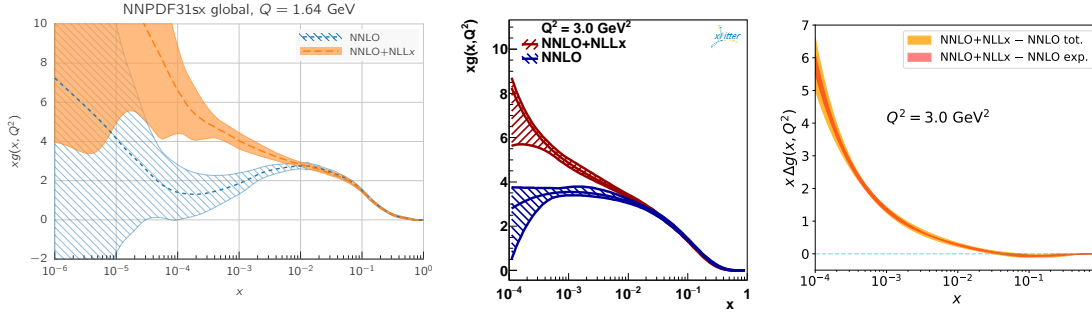 NNPDF31sx global, Q = 1.64 GeV
NNLO
NNLO+NLLx
xg(x, Q²)
10
8
6
4
2
0
−2
10⁻⁶
10⁻⁵
10⁻⁴
10⁻³
10⁻²
10⁻¹
10⁰
x
Q² = 3.0 GeV²
NNLO+NLLx
NNLO
xFitter
xg(x,Q²)
10
8
6
4
2
0
10⁻⁴
10⁻³
10⁻²
10⁻¹
1
x
NNLO+NLLx − NNLO tot.
NNLO+NLLx − NNLO exp.
Q² = 3.0 GeV²
x Δg(x, Q²)
7
6
5
4
3
2
1
0
10⁻⁴
10⁻³
10⁻²
10⁻¹
x